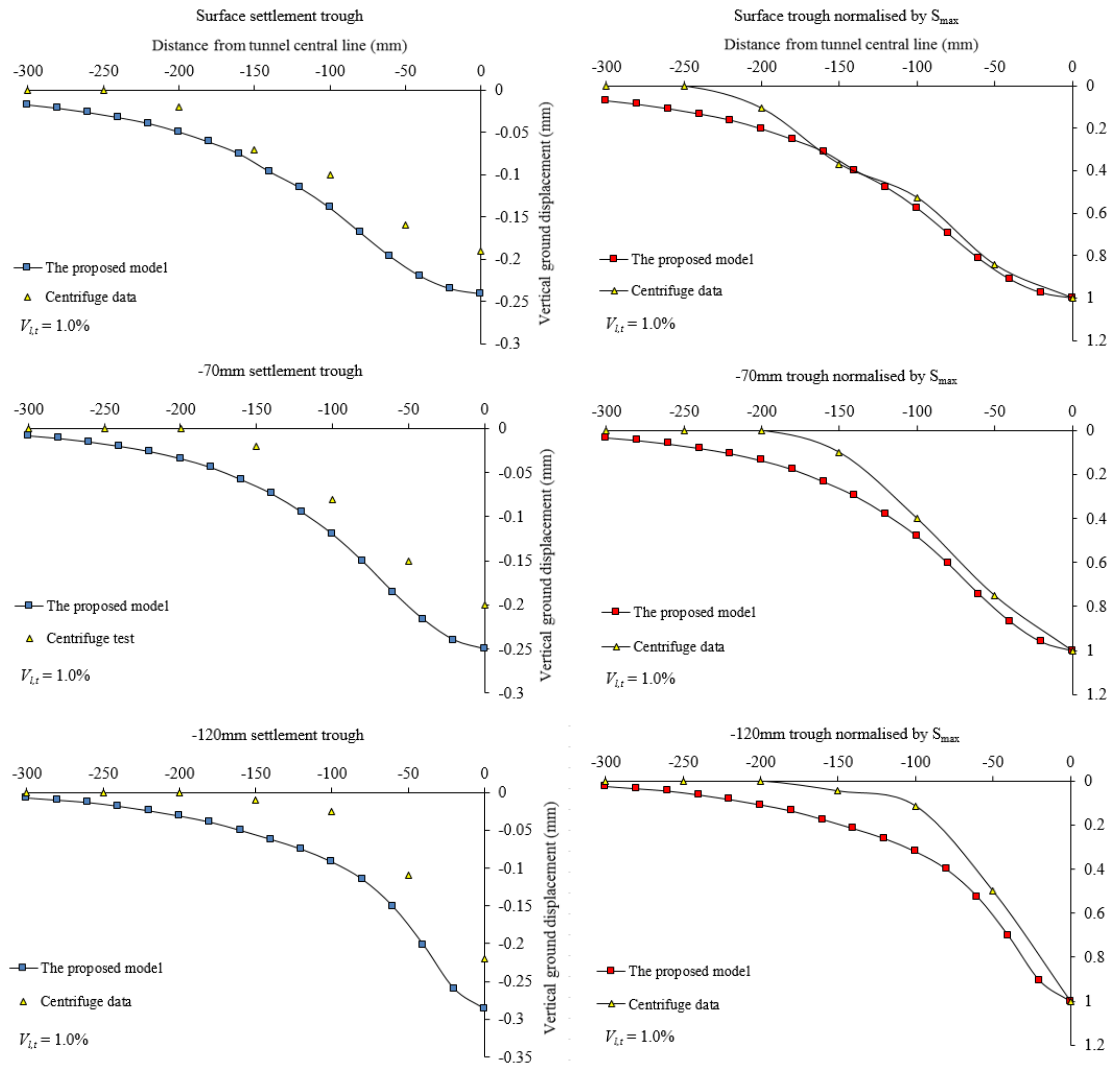 Surface settlement trough
Distance from tunnel central line (mm)
-300 -250 -200 -150 -100 -50 0
0
-0.05
-0.1
-0.15
-0.2
-0.25
-0.3
Vertical ground displacement (mm)
The proposed model
Centrifuge data
Vl,t = 1.0%
Surface trough normalised by Smax
Distance from tunnel central line (mm)
-300 -250 -200 -150 -100 -50 0
0
0.2
0.4
0.6
0.8
1
1.2
The proposed model
Centrifuge data
Vl,t = 1.0%
-70mm settlement trough
-300 -250 -200 -150 -100 -50 0
0
-0.05
-0.1
-0.15
-0.2
-0.25
-0.3
Vertical ground displacement (mm)
The proposed model
Centrifuge test
Vl,t = 1.0%
-70mm trough normalised by Smax
-300 -250 -200 -150 -100 -50 0
0
0.2
0.4
0.6
0.8
1
1.2
The proposed model
Centrifuge data
Vl,t = 1.0%
-120mm settlement trough
-300 -250 -200 -150 -100 -50 0
0
-0.05
-0.1
-0.15
-0.2
-0.25
-0.3
-0.35
Vertical ground displacement (mm)
The proposed model
Centrifuge data
Vl,t = 1.0%
-120mm trough normalised by Smax
-300 -250 -200 -150 -100 -50 0
0
0.2
0.4
0.6
0.8
1
1.2
The proposed model
Centrifuge data
Vl,t = 1.0%